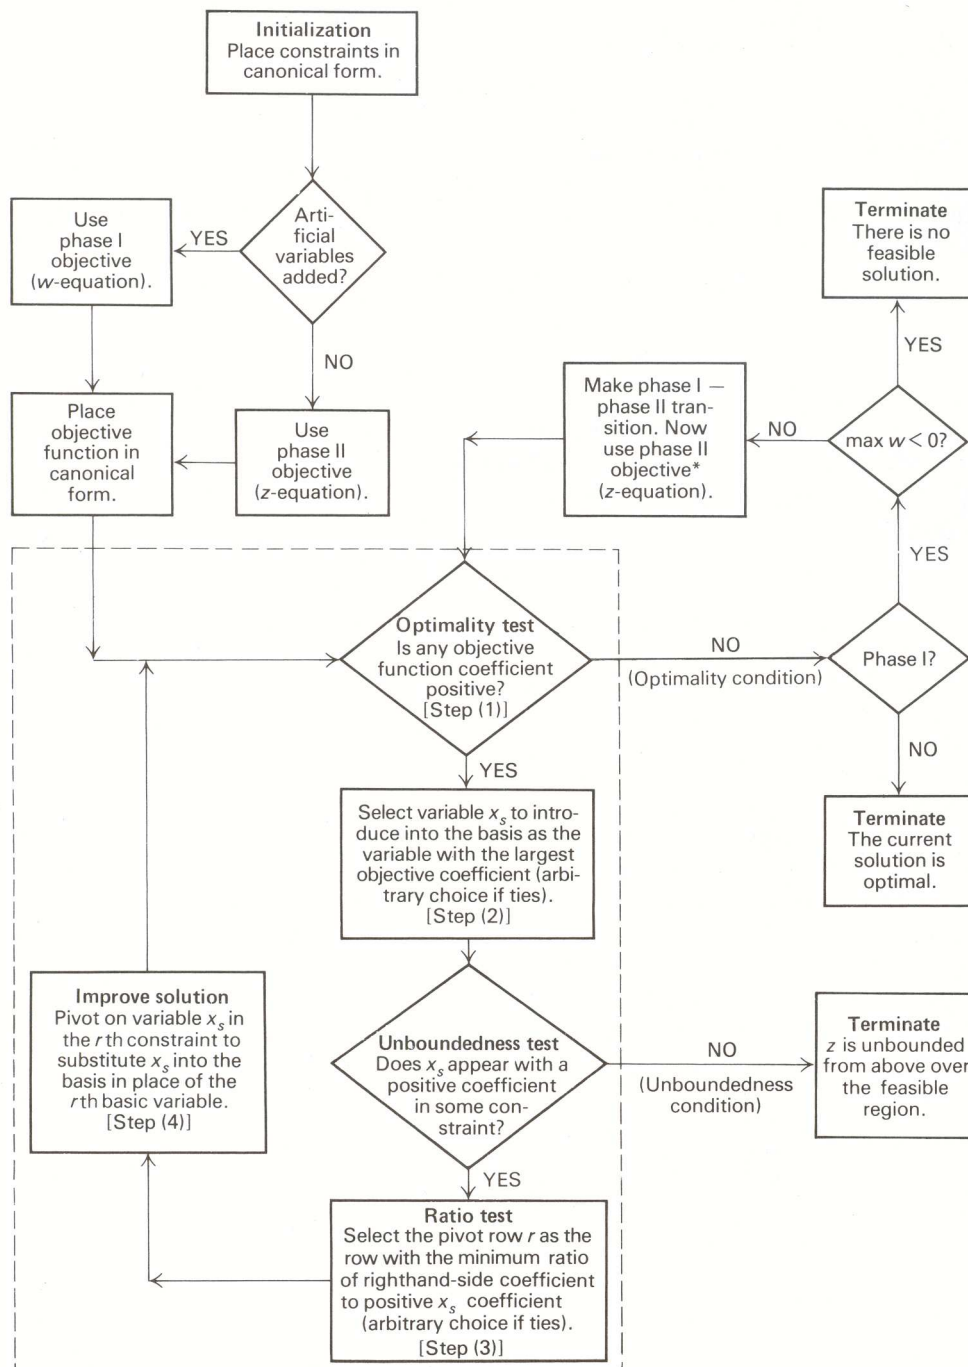 Initialization
Place constraints in
canonical form.
Arti-
ficial
variables
added?
YES
NO
Use
phase I
objective
(w-equation).
Place
objective
function in
canonical
form.
Use
phase II
objective
(z-equation).
Make phase I —
phase II tran-
sition. Now
use phase II
objective*
(z-equation).
NO
max w < 0?
YES
Terminate
There is no
feasible
solution.
YES
Optimality test
Is any objective
function coefficient
positive?
[Step (1)]
NO
(Optimality condition)
Phase I?
NO
Terminate
The current
solution is
optimal.
YES
Select variable xs to intro-
duce into the basis as the
variable with the largest
objective coefficient (arbi-
trary choice if ties).
[Step (2)]
Unboundedness test
Does xs appear with a
positive coefficient
in some con-
straint?
NO
(Unboundedness
condition)
Terminate
z is unbounded
from above over
the feasible
region.
YES
Ratio test
Select the pivot row r as the
row with the minimum ratio
of righthand-side coefficient
to positive xs coefficient
(arbitrary choice if ties).
[Step (3)]
Improve solution
Pivot on variable xs in
the rth constraint to
substitute xs into the
basis in place of the
rth basic variable.
[Step (4)]